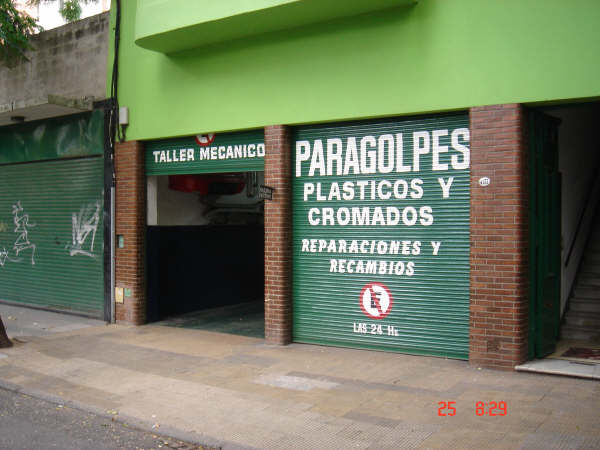 TALLER MECANICO
PARAGOLPES
PLASTICOS Y
CROMADOS
REPARACIONES Y
RECAMBIOS
E
LAS 24 Hs
25 8:29